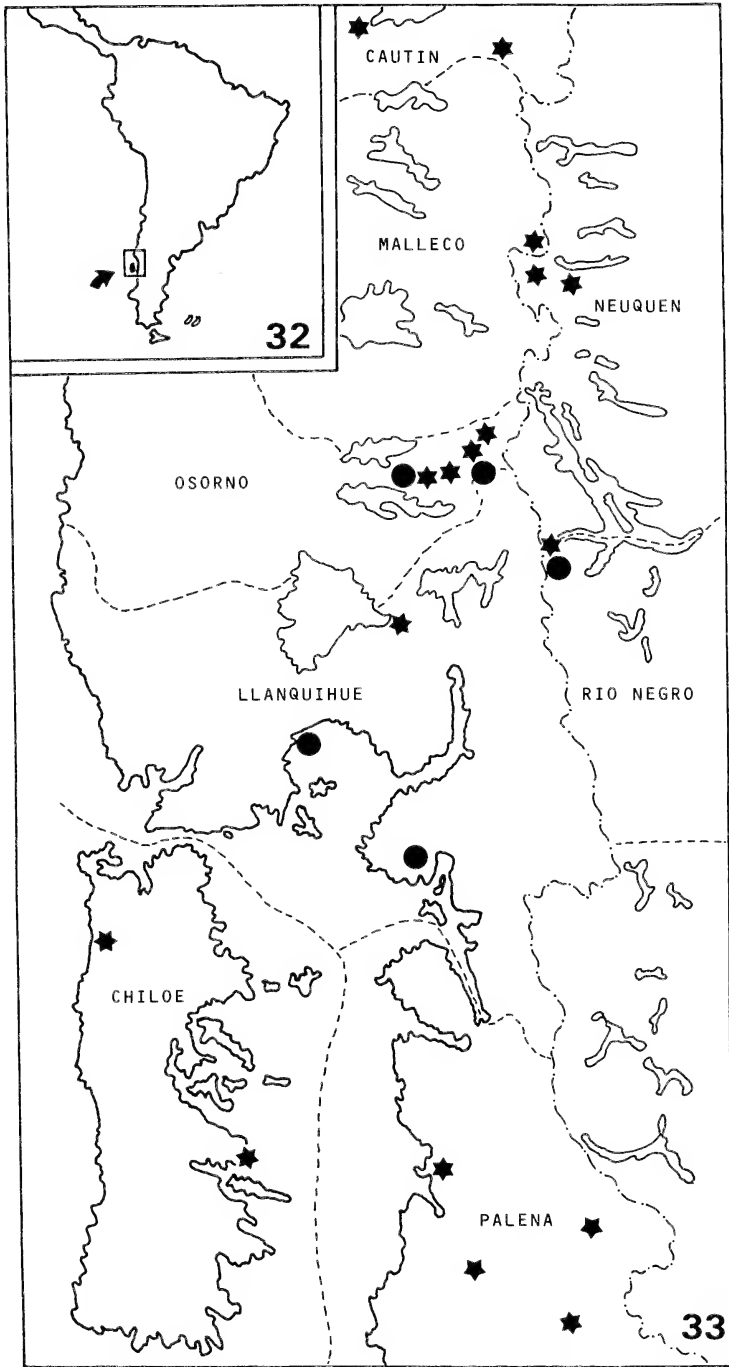 CAUTIN
MALLECO
NEUQUEN
32
OSORNO
LLANQUIHUE
RIO NEGRO
CHILOE
PALENA
33